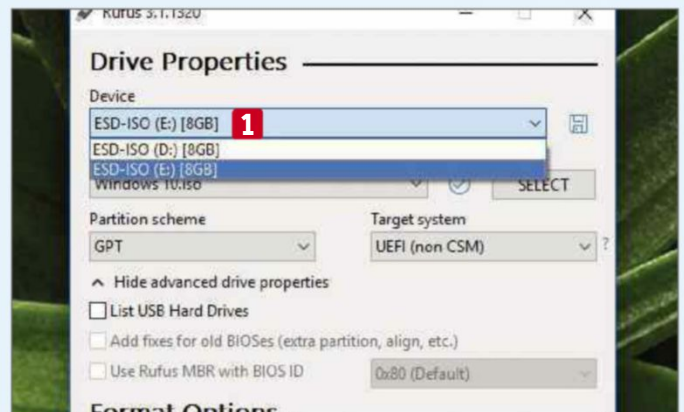 Rufus 3.1.1320
Drive Properties
Device
ESD-ISO (E:) [8GB] 1
ESD-ISO (D:) [8GB]
ESD-ISO (E:) [8GB]
Windows 10.iso SELECT
Partition scheme Target system
GPT UEFI (non CSM) ?
Hide advanced drive properties
List USB Hard Drives
Add fixes for old BIOSes (extra partition, align, etc.)
Use Rufus MBR with BIOS ID 0x80 (Default)
Format Options